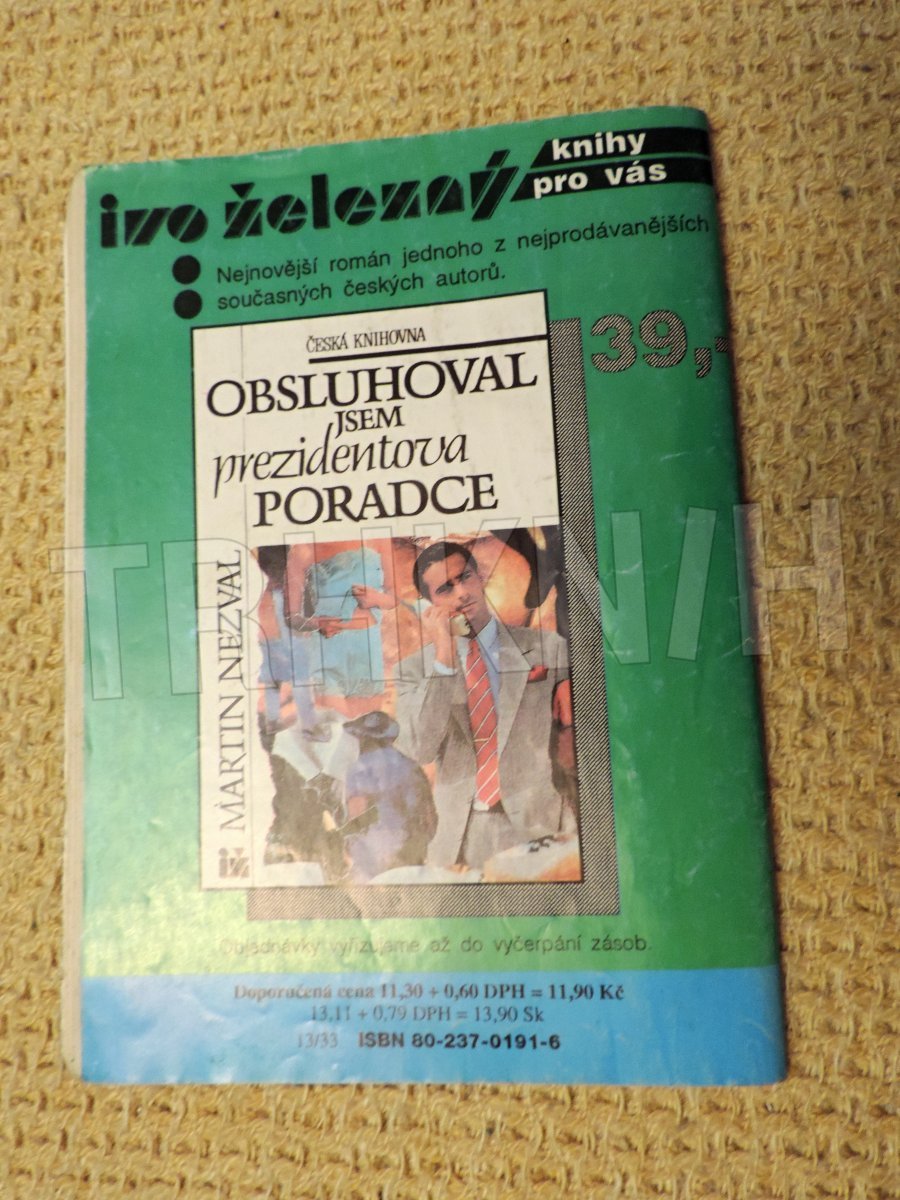 ivo železný
knihy
pro vás
Nejnovější román jednoho z nejprodávanějších
současných českých autorů.
39,-
ČESKÁ KNIHOVNA
OBSLUHOVAL
JSEM
prezidentova
PORADCE
MARTIN NEZVAL
iž
TRHKNIH
Objednávky vyřizujeme až do vyčerpání zásob.
Doporučená cena 11,30 + 0,60 DPH = 11,90 Kč
13,11 + 0,79 DPH = 13,90 Sk
13/33 ISBN 80-237-0191-6